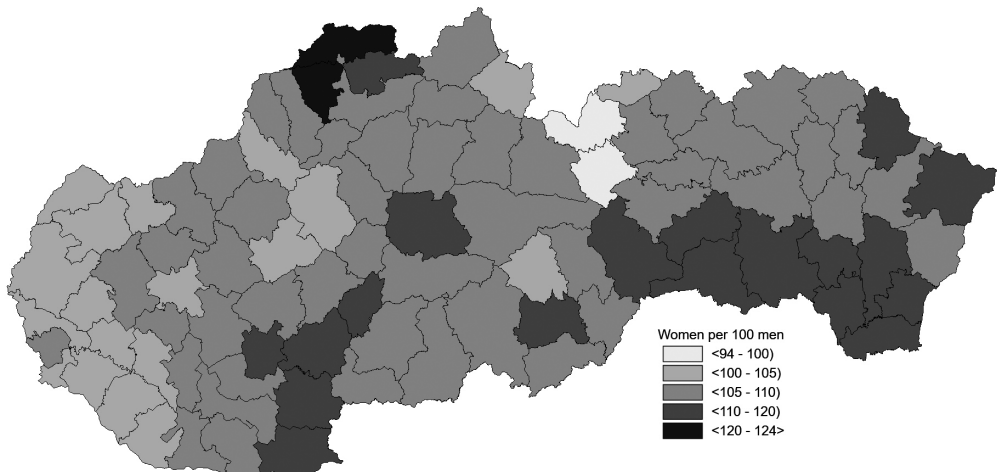 Women per 100 men
<94 - 100)
<100 - 105)
<105 - 110)
<110 - 120)
<120 - 124>